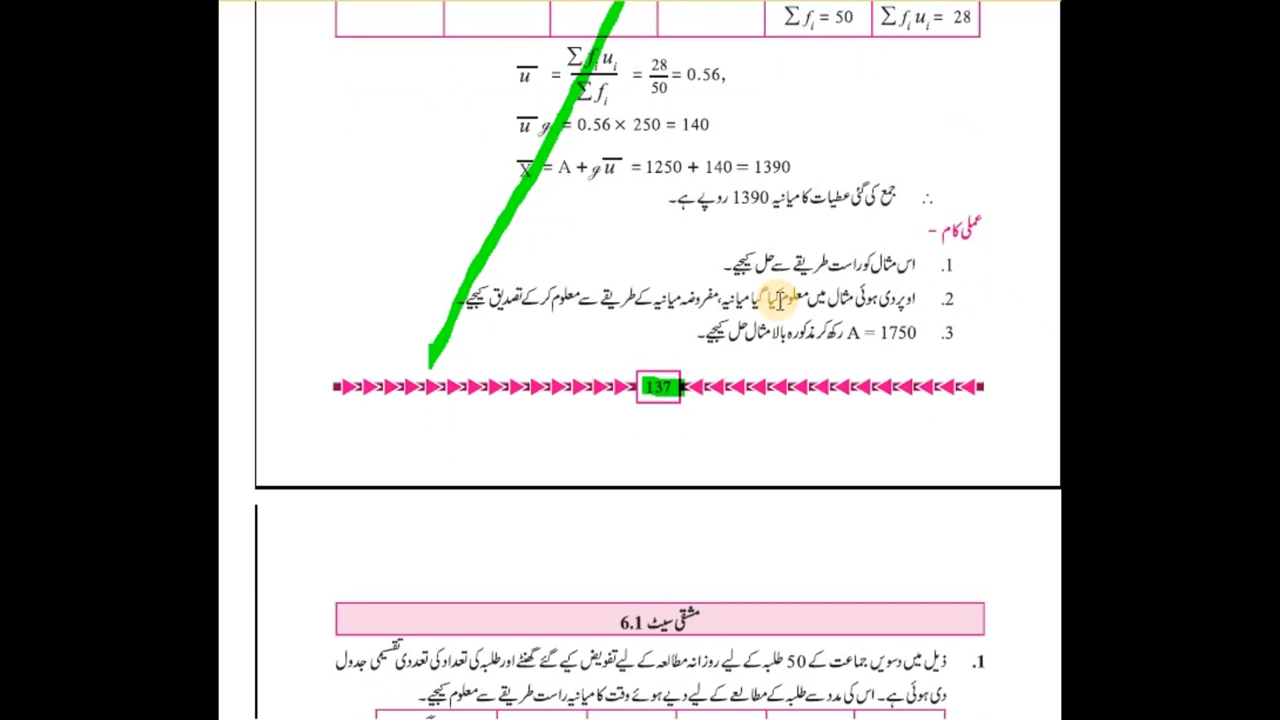 ∑ fᵢ = 50 ∑ fᵢ uᵢ = 28
u̅ = ∑ fᵢ uᵢ / ∑ fᵢ = 28/50 = 0.56,
u̅ g = 0.56 × 250 = 140
X̅ = A + g u̅ = 1250 + 140 = 1390
∴ جمع کی گئی عطیات کا میانیہ 1390 روپے ہے۔
عملی کام -
1. اس مثال کو راست طریقے سے حل کیجیے۔
2. اوپر دی ہوئی مثال میں معلوم کیا گیا میانیہ، مفروضہ میانیہ کے طریقے سے معلوم کر کے تصدیق کیجیے۔
3. A = 1750 رکھ کر مذکورہ بالا مثال حل کیجیے۔
137
مشقی سیٹ 6.1
1. ذیل میں دسویں جماعت کے 50 طلبہ کے لیے روزانہ مطالعہ کے لیے تفویض کیے گئے گھنٹے اور طلبہ کی تعداد کی تعددی تقسیمی جدول
دی ہوئی ہے۔ اس کی مدد سے طلبہ کے مطالعے کے لیے دیے ہوئے وقت کا میانیہ راست طریقے سے معلوم کیجیے۔